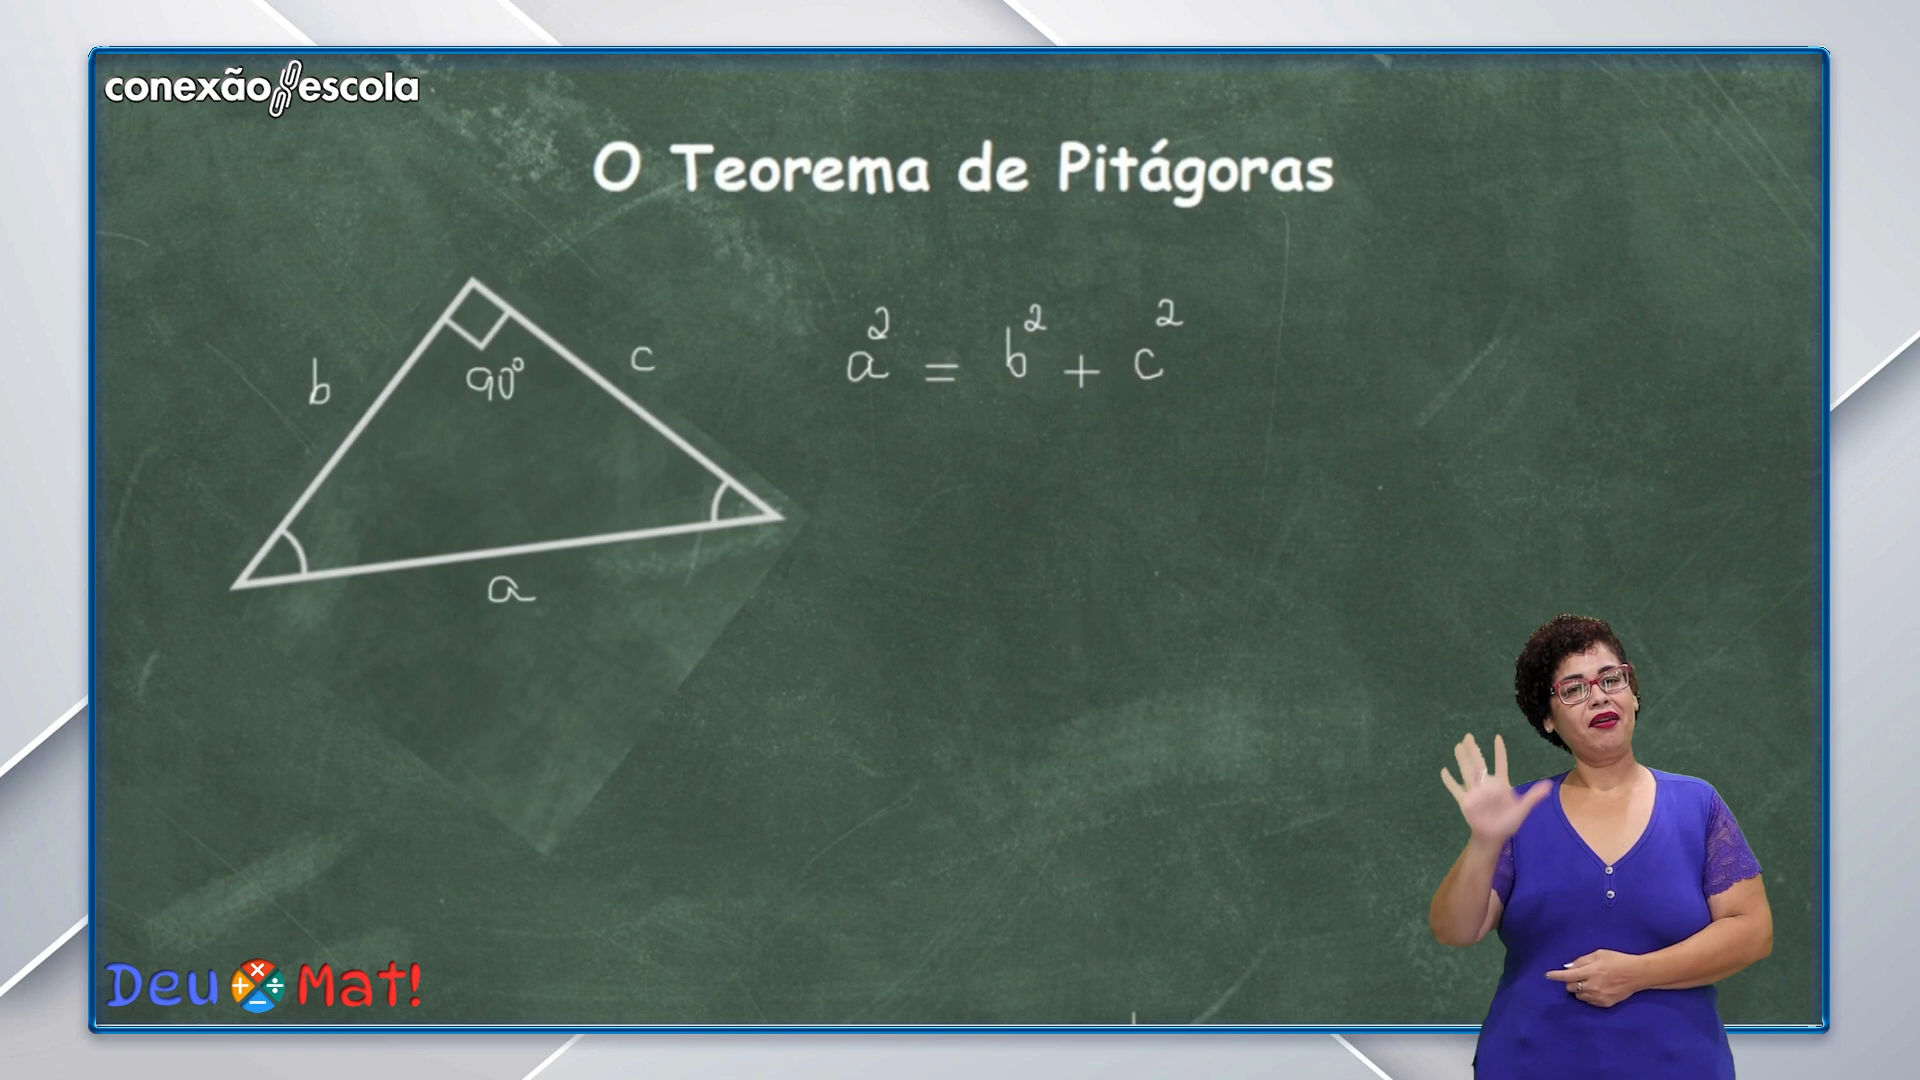 conexão escola
O Teorema de Pitágoras
b
90°
c
a
a² = b² + c²
Deu Mat!